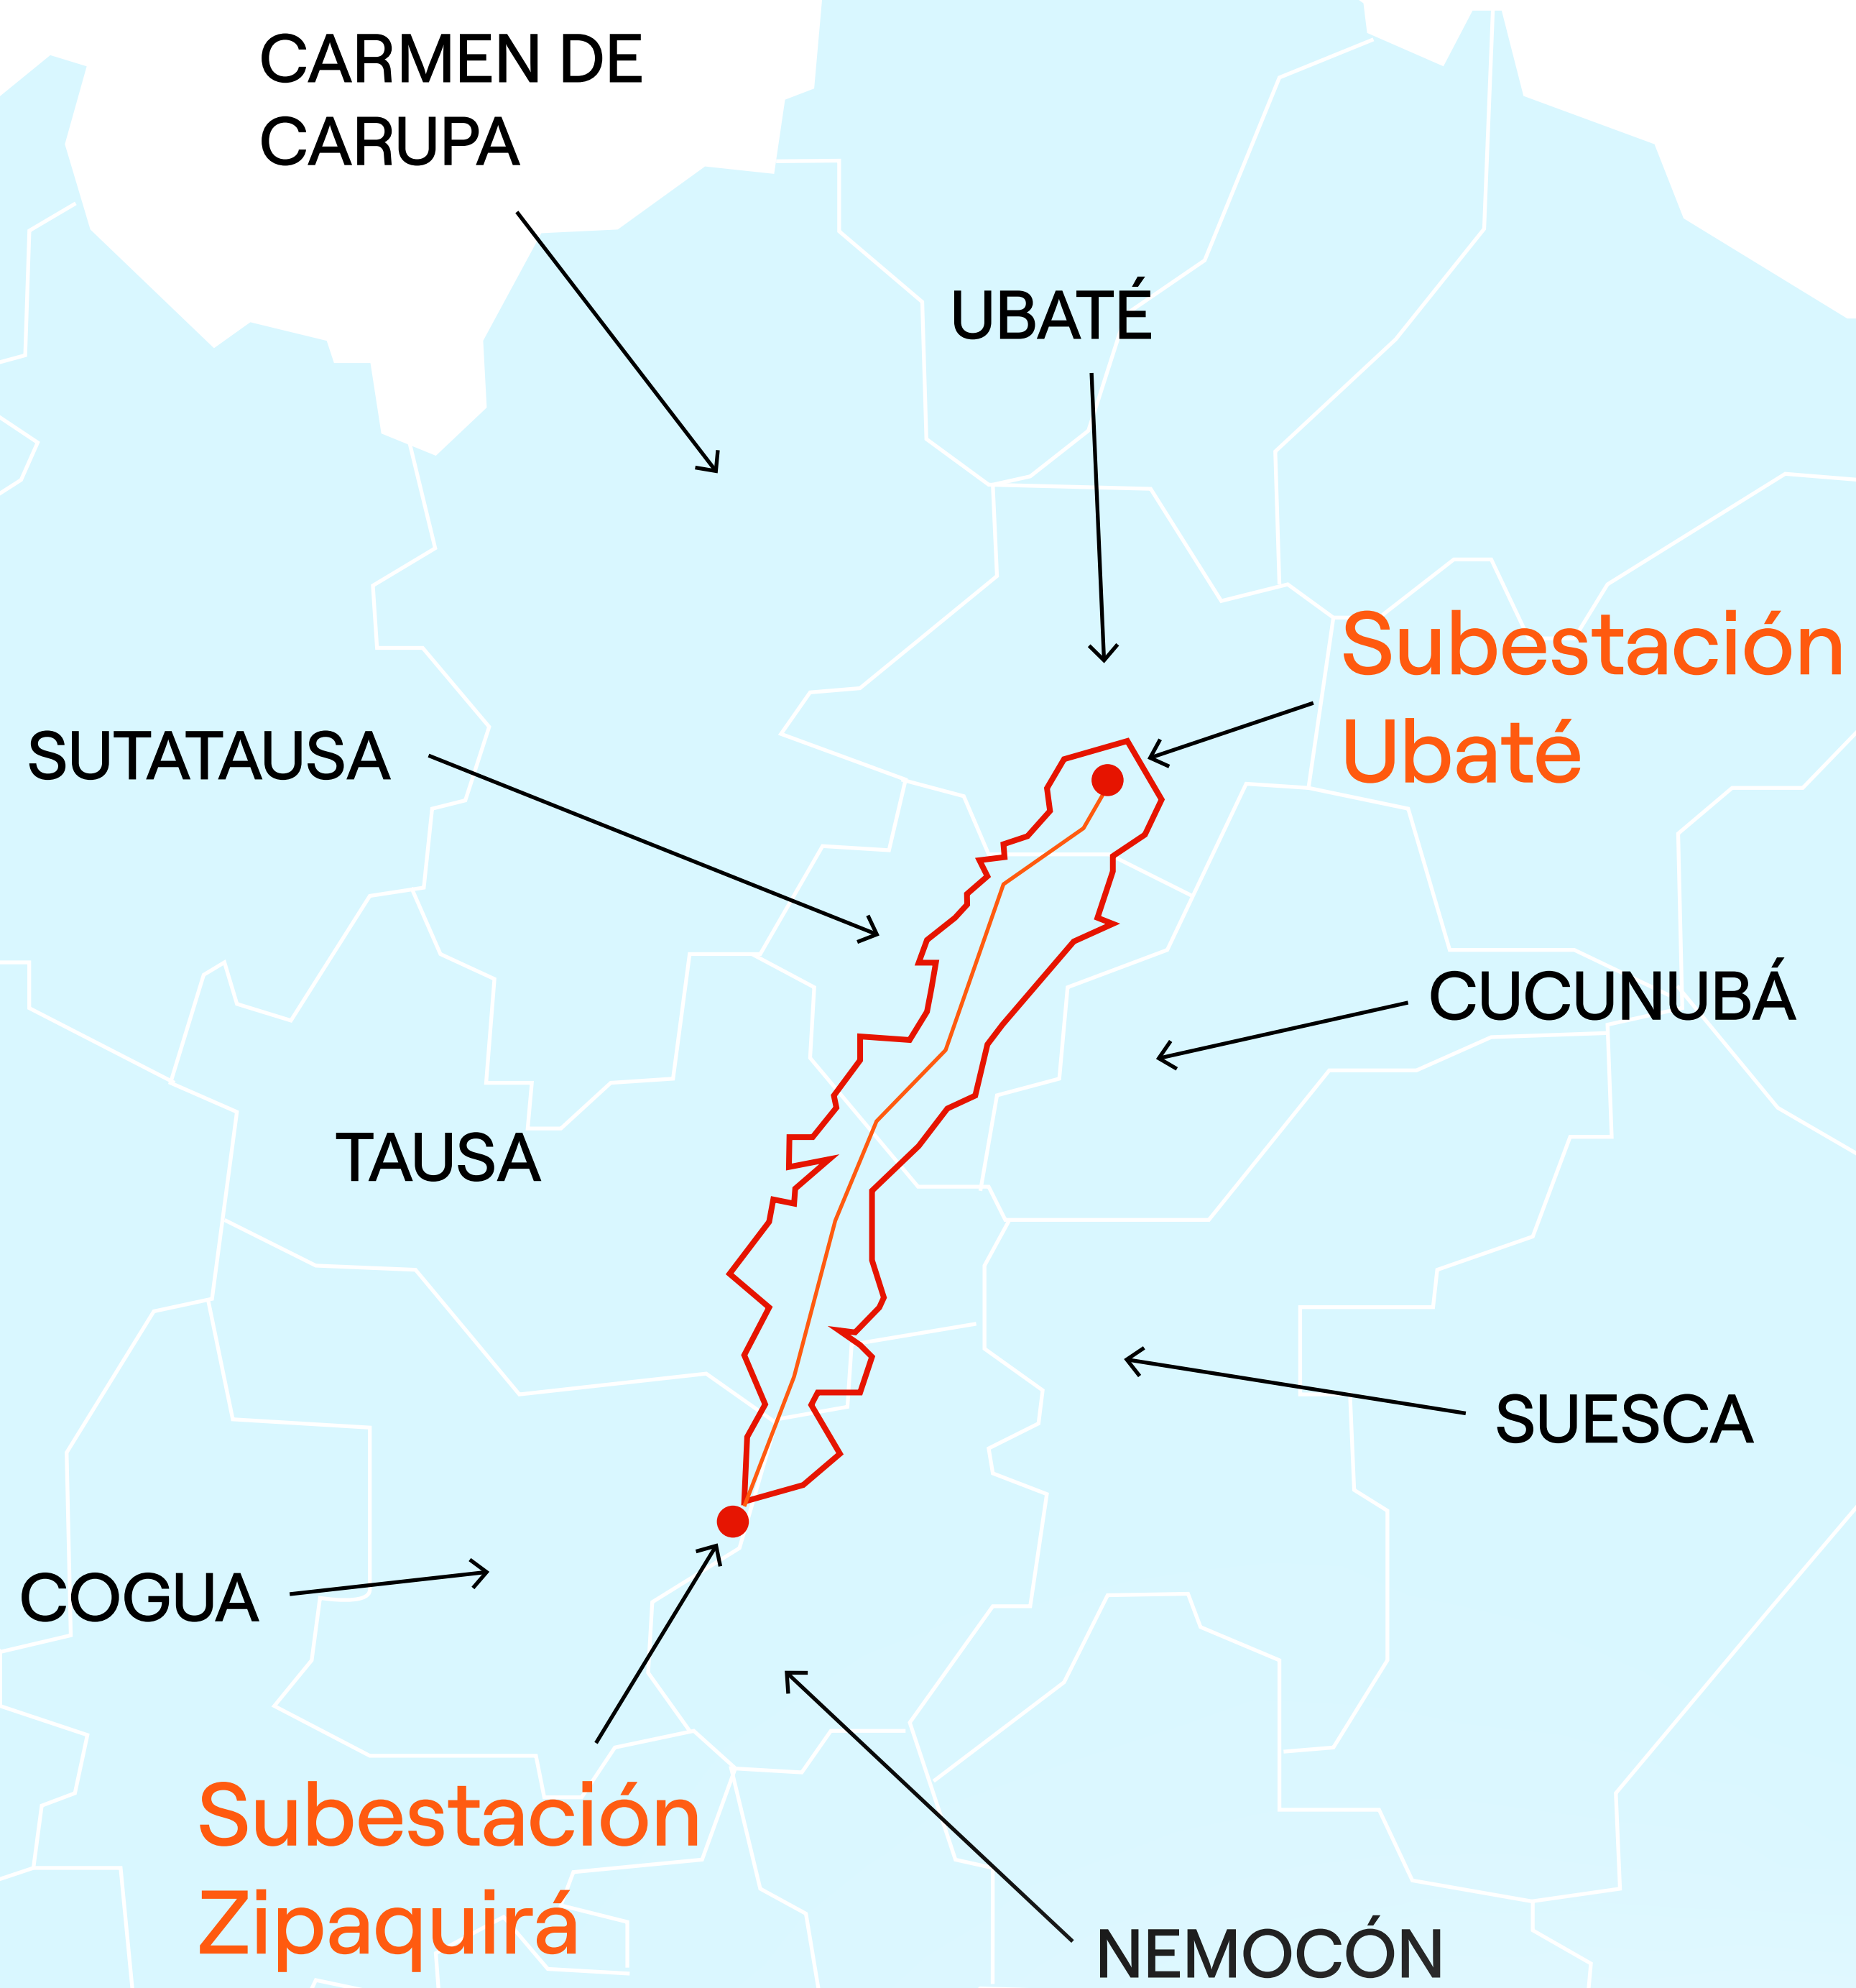 CARMEN DE
CARUPA
UBATÉ
Subestación
Ubaté
SUTATAUSA
CUCUNUBÁ
TAUSA
SUESCA
COGUA
Subestación
Zipaquirá
NEMOCÓN